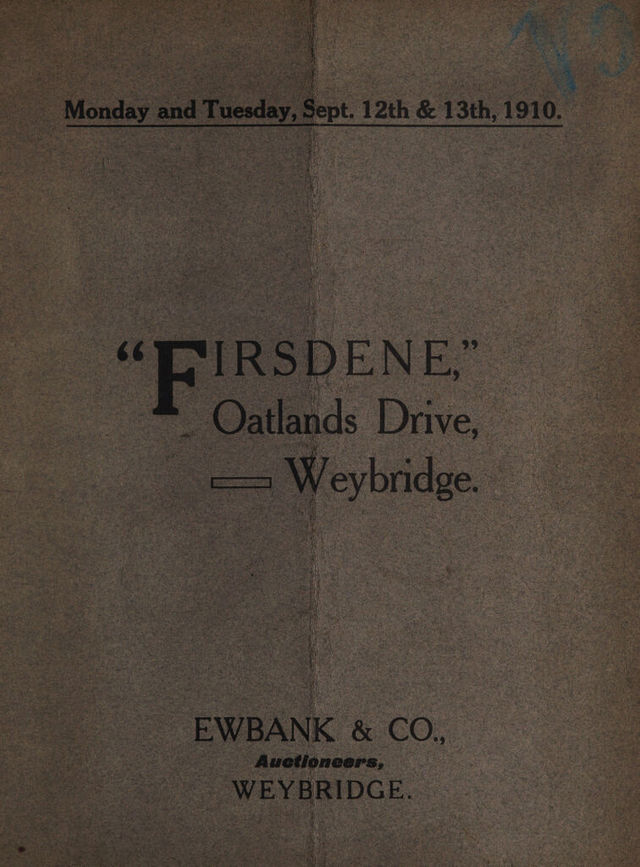 Monday and Tuesday, Sept. 12th & 13th, 1910.
"FIRSDENE,"
Oatlands Drive,
Weybridge.
EWBANK & CO.,
Auctioneers,
WEYBRIDGE.